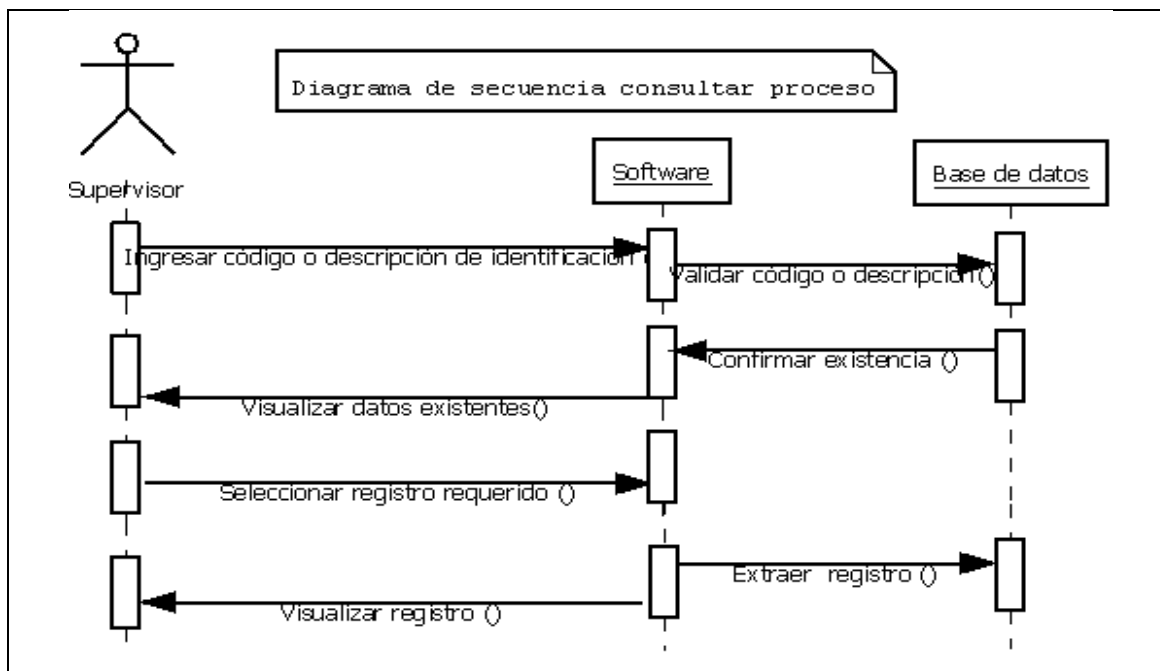 Diagrama de secuencia consultar proceso
Supervisor
Software
Base de datos
Ingresar código o descripción de identificación (
Validar código o descripción ()
Confirmar existencia ()
Visualizar datos existentes()
Seleccionar registro requerido ()
Extraer registro ()
Visualizar registro ()